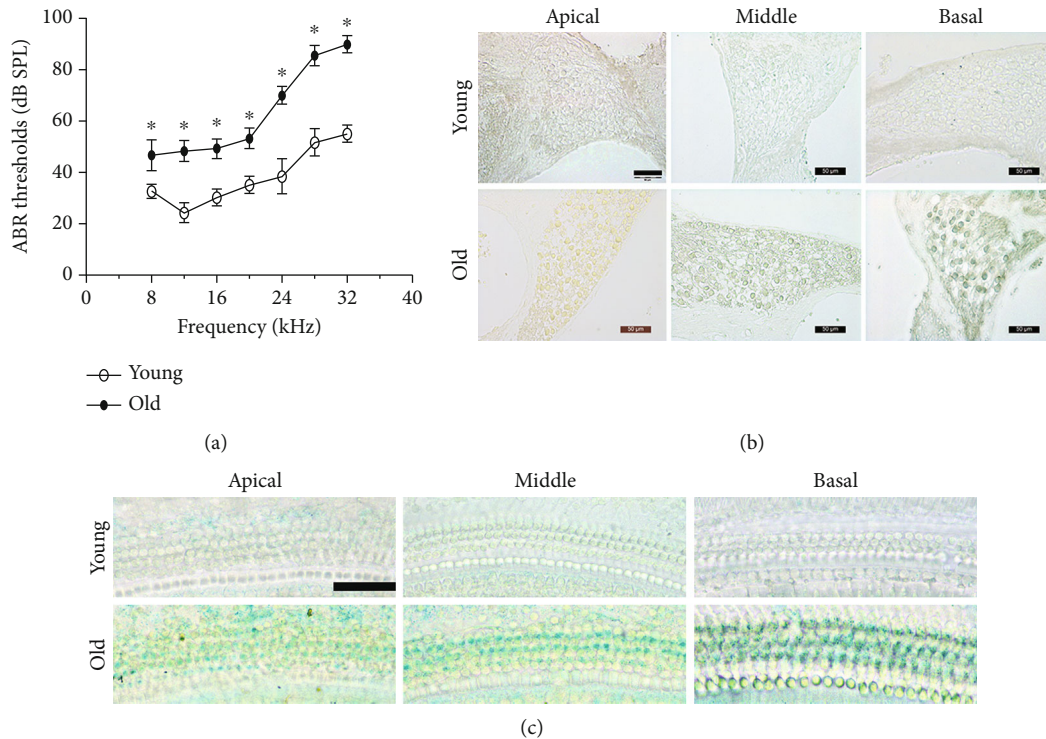 100
80
60
40
20
0
ABR thresholds (dB SPL)
* * * * * * *
0 8 16 24 32 40
Frequency (kHz)
Young
Old
(a)
Apical Middle Basal
Young
50 μm 50 μm
Old
50 μm 50 μm 50 μm
(b)
Apical Middle Basal
Young
Old
(c)